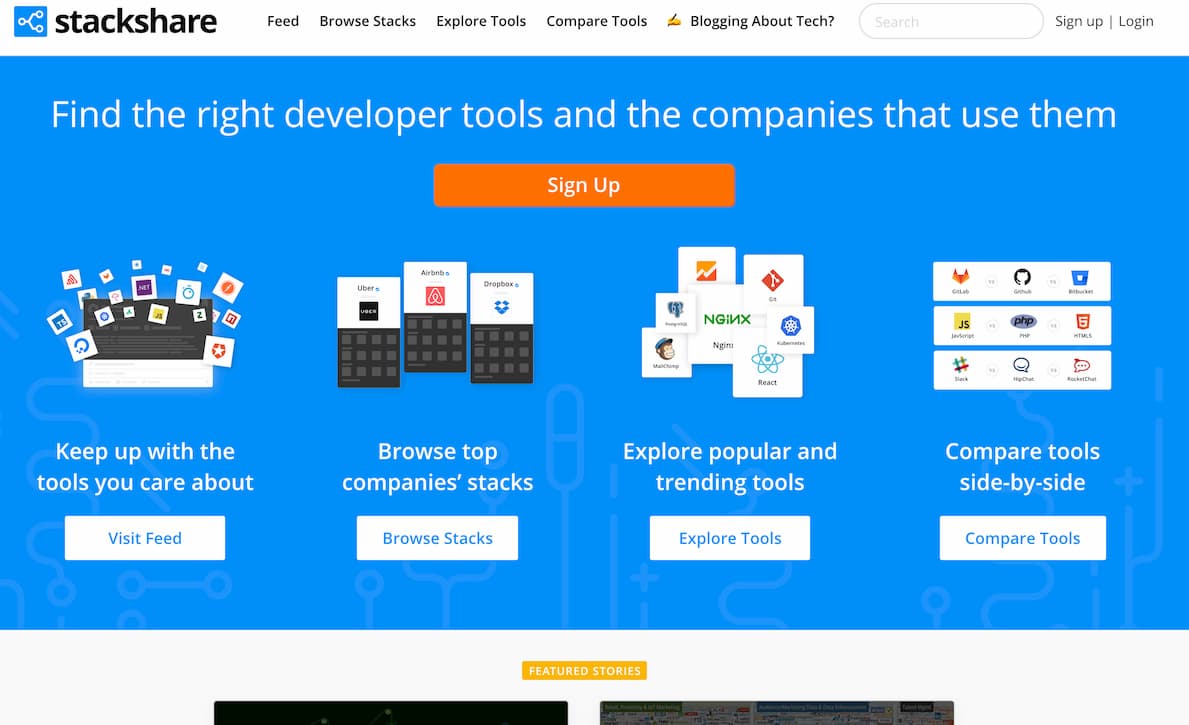 stackshare
Feed Browse Stacks Explore Tools Compare Tools ✍️ Blogging About Tech? Search Sign up | Login
Find the right developer tools and the companies that use them
Sign Up
.NET
TS
JS
Z
Uber
UBER
Airbnb
Dropbox
Git
PostgreSQL
NGINX
Nginx
Kubernetes
MailChimp
React
GitLab VS Github VS Bitbucket
JS
php
JavScript VS PHP VS HTML5
Slack VS HipChat VS RocketChat
Keep up with the
tools you care about
Visit Feed
Browse top
companies’ stacks
Browse Stacks
Explore popular and
trending tools
Explore Tools
Compare tools
side-by-side
Compare Tools
FEATURED STORIES